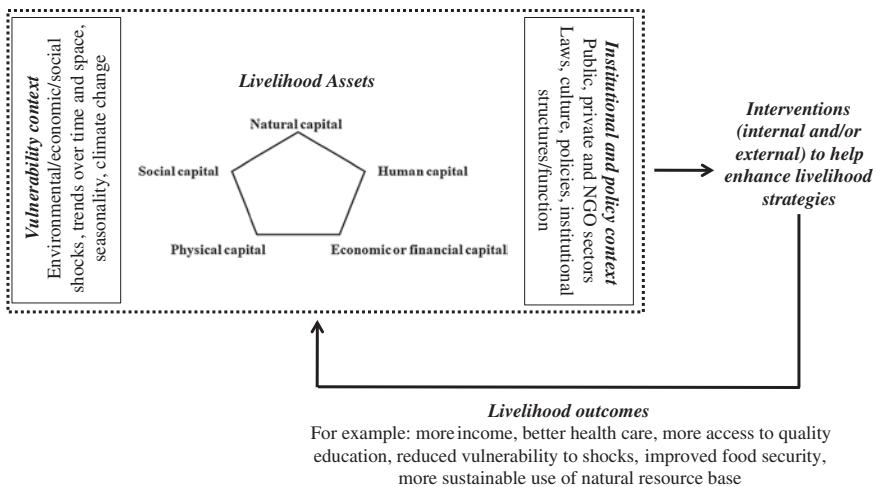 Vulnerability context
Environmental/economic/social
shocks, trends over time and space,
seasonality, climate change
Livelihood Assets
Natural capital
Social capital
Human capital
Physical capital
Economic or financial capital
Institutional and policy context
Public, private and NGO sectors
Laws, culture, policies, institutional
structures/function
Interventions
(internal and/or
external) to help
enhance livelihood
strategies
Livelihood outcomes
For example: more income, better health care, more access to quality
education, reduced vulnerability to shocks, improved food security,
more sustainable use of natural resource base